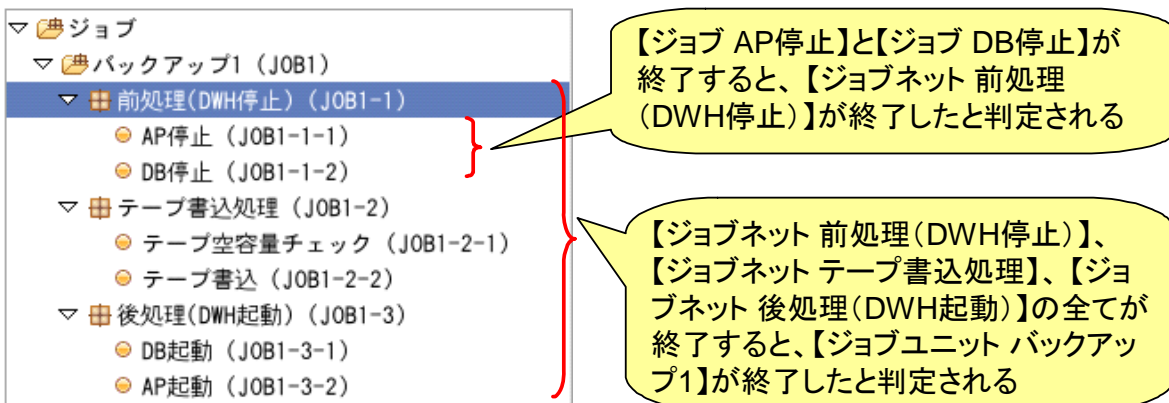 ジョブ
バックアップ1 (JOB1)
前処理(DWH停止) (JOB1-1)
AP停止 (JOB1-1-1)
DB停止 (JOB1-1-2)
テープ書込処理 (JOB1-2)
テープ空容量チェック (JOB1-2-1)
テープ書込 (JOB1-2-2)
後処理(DWH起動) (JOB1-3)
DB起動 (JOB1-3-1)
AP起動 (JOB1-3-2)
【ジョブ AP停止】と【ジョブ DB停止】が
終了すると、【ジョブネット 前処理
(DWH停止)】が終了したと判定される
【ジョブネット 前処理(DWH停止)】、
【ジョブネット テープ書込処理】、【ジョ
ブネット 後処理(DWH起動)】の全てが
終了すると、【ジョブユニット バックアッ
プ1】が終了したと判定される